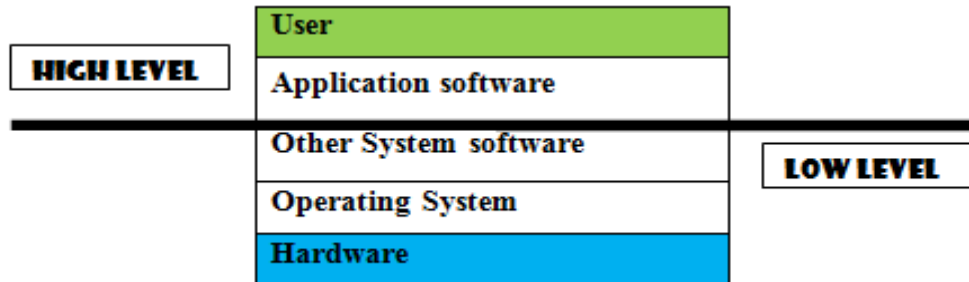 User
HIGH LEVEL
Application software
Other System software
LOW LEVEL
Operating System
Hardware